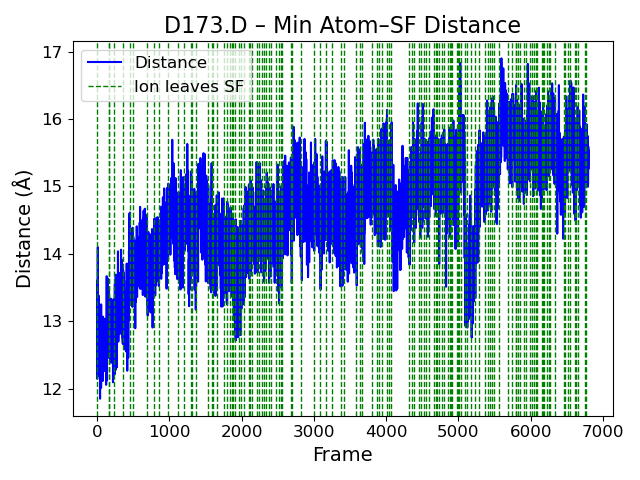 D173.D – Min Atom–SF Distance
Distance
Ion leaves SF
Distance (Å)
17
16
15
14
13
12
0 1000 2000 3000 4000 5000 6000 7000
Frame